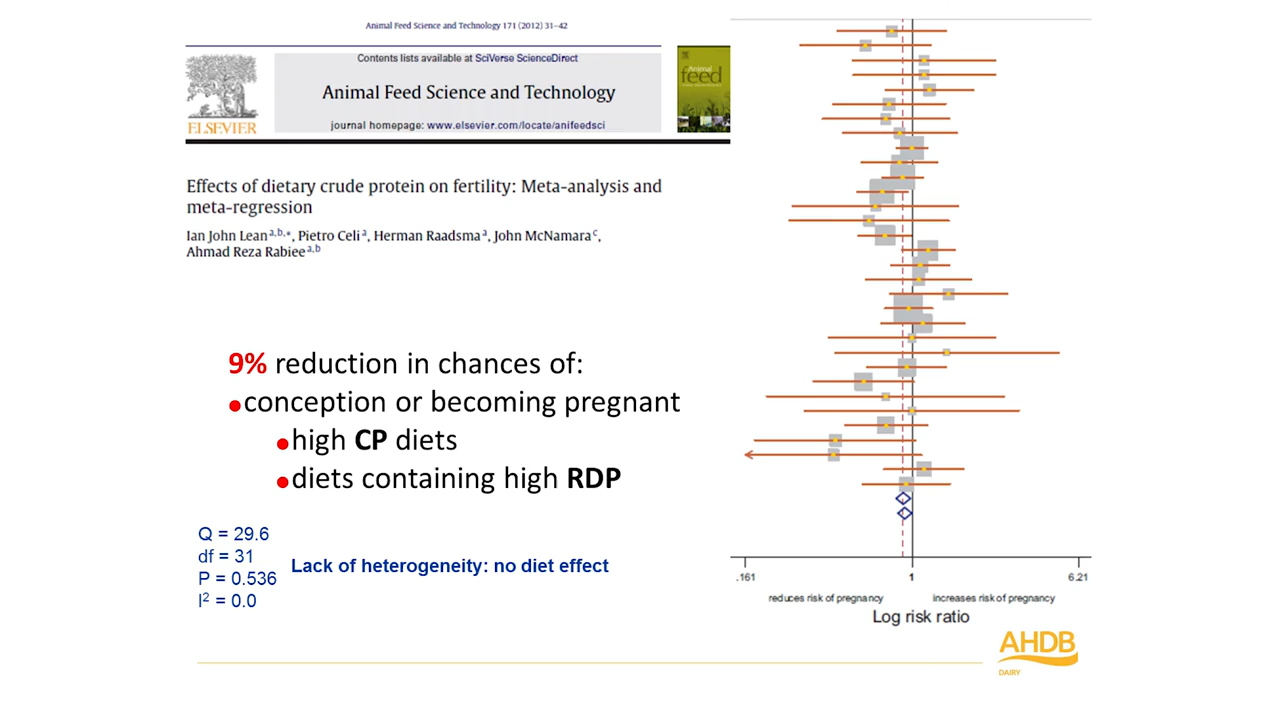 Animal Feed Science and Technology 171 (2012) 31–42
Contents lists available at SciVerse ScienceDirect
Animal Feed Science and Technology
journal homepage: www.elsevier.com/locate/anifeedsci
ELSEVIER
Animal
feed
Effects of dietary crude protein on fertility: Meta-analysis and
meta-regression
Ian John Lean a,b,*, Pietro Celi a, Herman Raadsma a, John McNamara c,
Ahmad Reza Rabiee a,b
9% reduction in chances of:
•conception or becoming pregnant
•high CP diets
•diets containing high RDP
Q = 29.6
df = 31
P = 0.536
I² = 0.0
Lack of heterogeneity: no diet effect
.161 1 6.21
reduces risk of pregnancy increases risk of pregnancy
Log risk ratio
AHDB
DAIRY